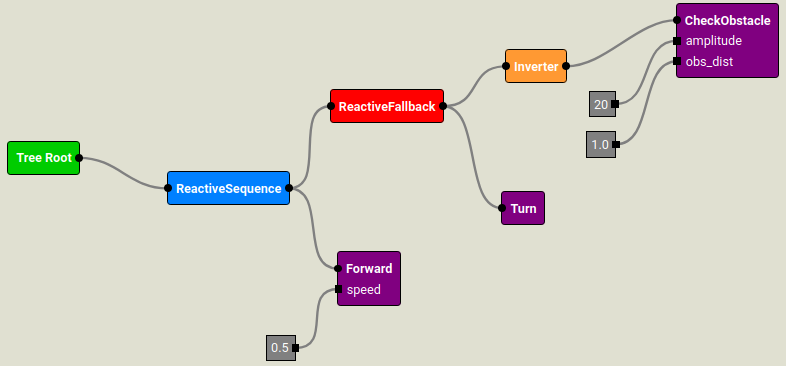 CheckObstacle
amplitude
obs_dist
Inverter
20
1.0
ReactiveFallback
Tree Root
ReactiveSequence
Turn
Forward
speed
0.5